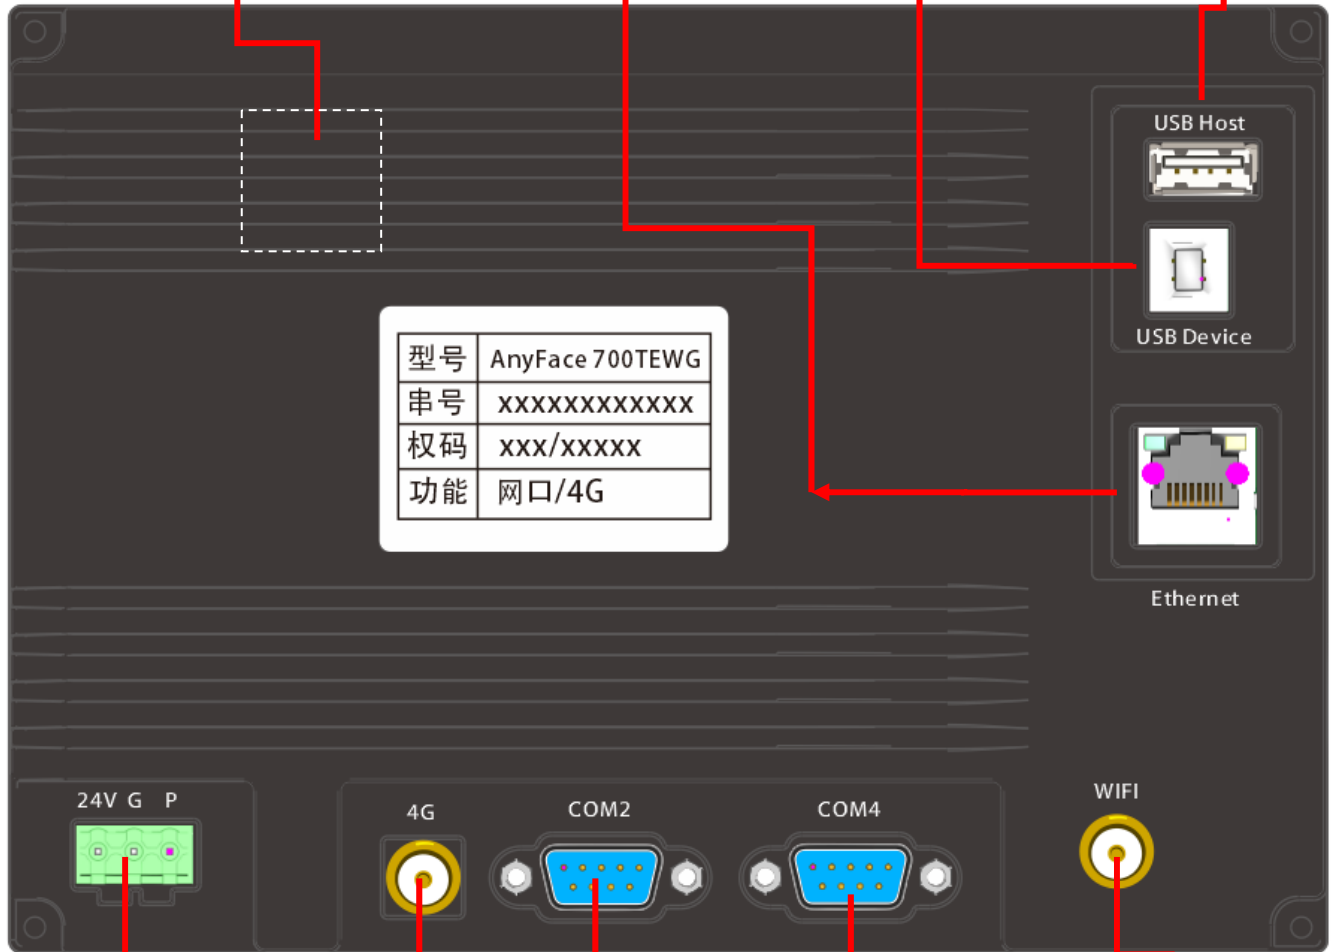 USB Host
USB Device
型号 AnyFace 700TEWG
串号 xxxxxxxxxxxx
权码 xxx/xxxxx
功能 网口/4G
Ethernet
24V G P
4G
COM2
COM4
WIFI